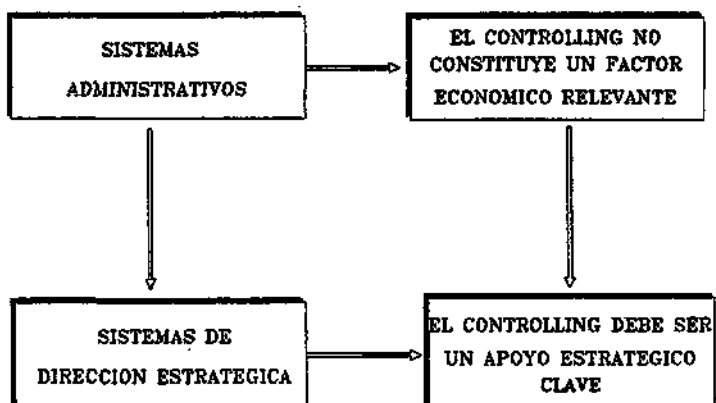 SISTEMAS
ADMINISTRATIVOS
EL CONTROLLING NO
CONSTITUYE UN FACTOR
ECONOMICO RELEVANTE
SISTEMAS DE
DIRECCION ESTRATEGICA
EL CONTROLLING DEBE SER
UN APOYO ESTRATEGICO
CLAVE